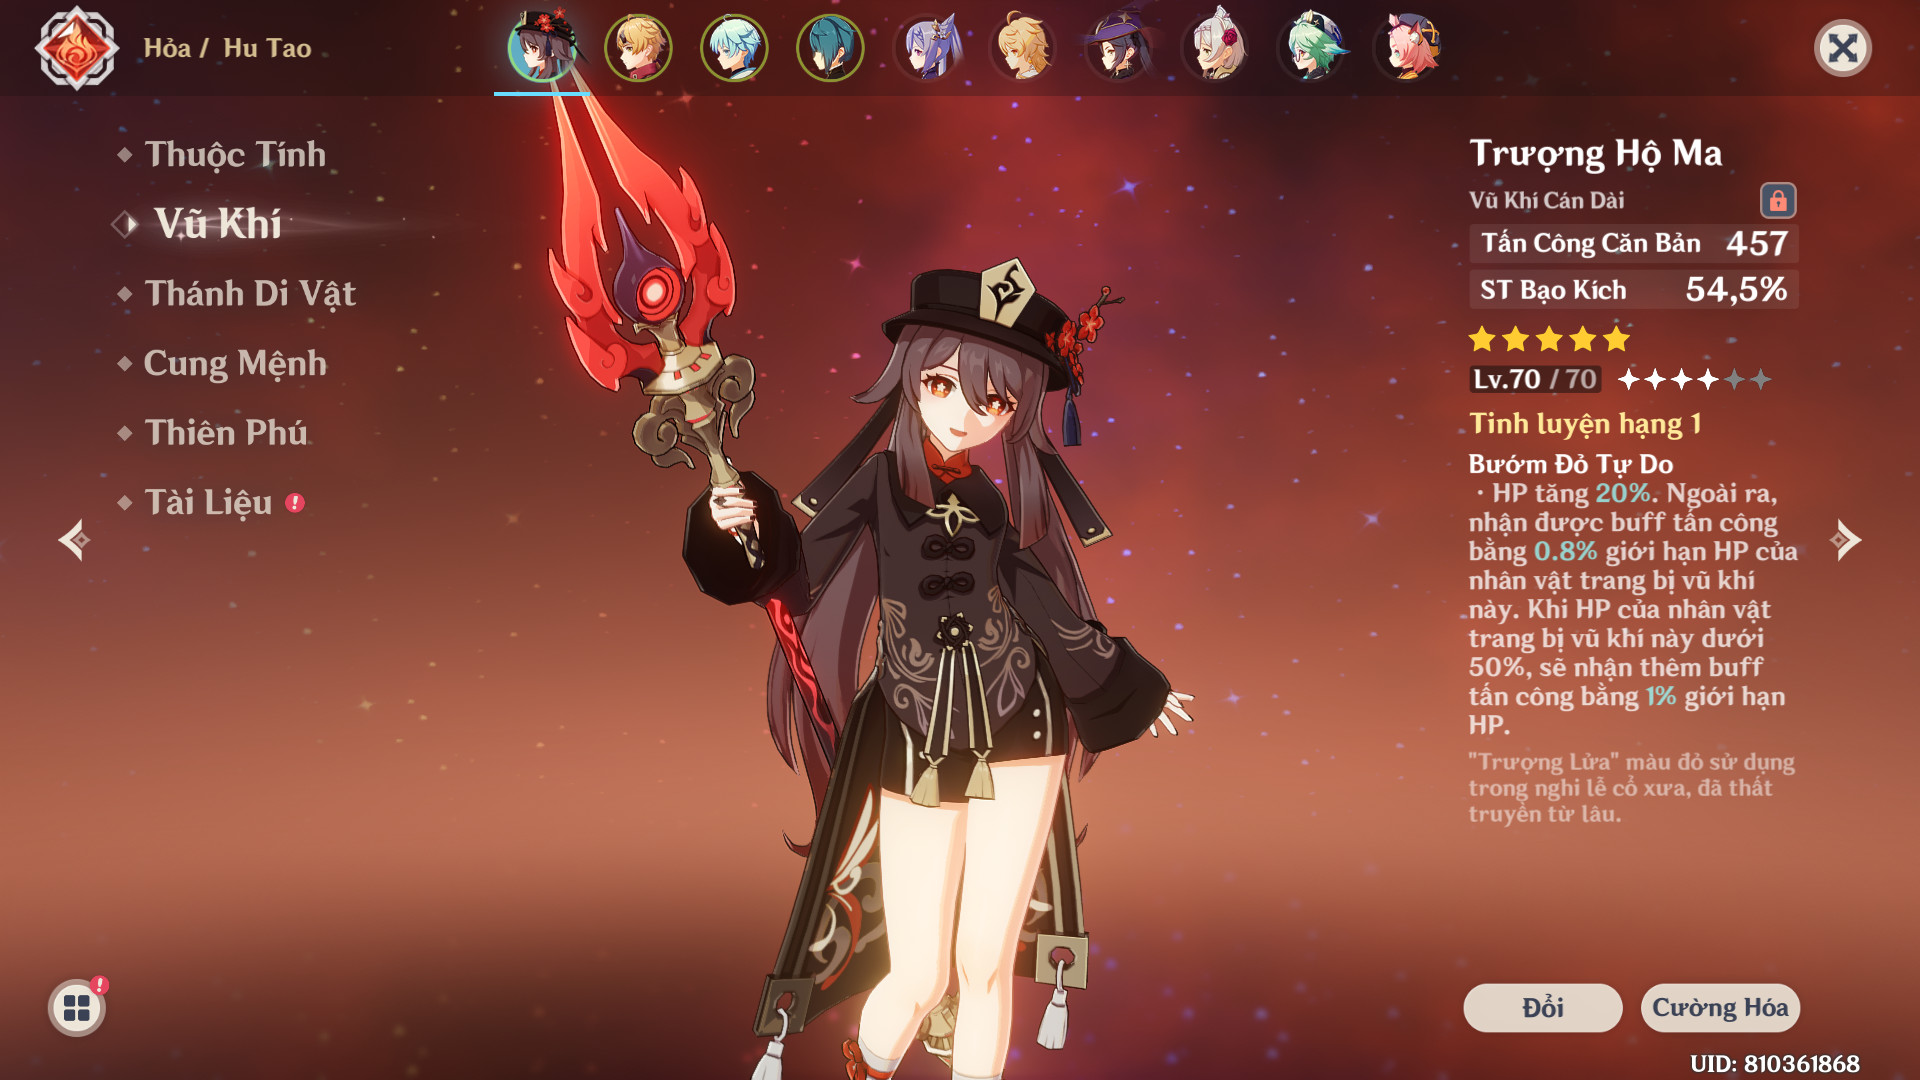 Hỏa / Hu Tao
Thuộc Tính
Vũ Khí
Thánh Di Vật
Cung Mệnh
Thiên Phú
Tài Liệu
Trượng Hộ Ma
Vũ Khí Cán Dài
Tấn Công Căn Bản 457
ST Bạo Kích 54,5%
Lv.70 / 70
Tinh luyện hạng 1
Bướm Đỏ Tự Do
· HP tăng 20%. Ngoài ra,
nhận được buff tấn công
bằng 0.8% giới hạn HP của
nhân vật trang bị vũ khí
này. Khi HP của nhân vật
trang bị vũ khí này dưới
50%, sẽ nhận thêm buff
tấn công bằng 1% giới hạn
HP.
"Trượng Lửa" màu đỏ sử dụng
trong nghi lễ cổ xưa, đã thất
truyền từ lâu.
Đổi
Cường Hóa
UID: 810361868